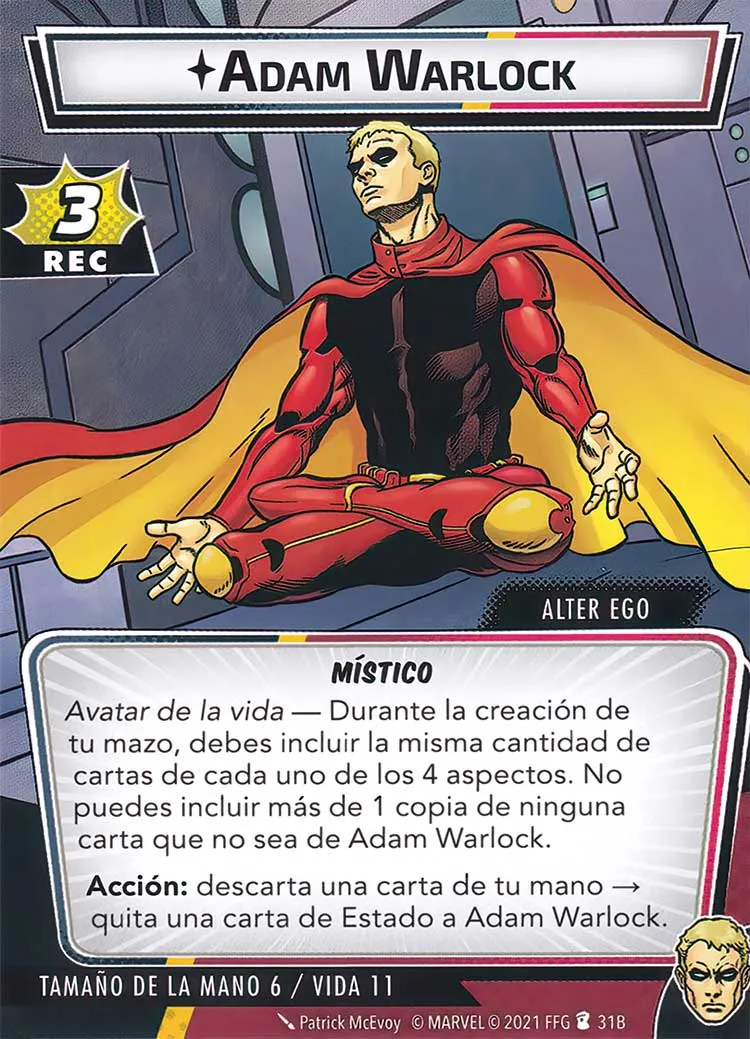 ADAM WARLOCK
3
REC
ALTER EGO
MÍSTICO
Avatar de la vida — Durante la creación de
tu mazo, debes incluir la misma cantidad de
cartas de cada uno de los 4 aspectos. No
puedes incluir más de 1 copia de ninguna
carta que no sea de Adam Warlock.
Acción: descarta una carta de tu mano →
quita una carta de Estado a Adam Warlock.
TAMAÑO DE LA MANO 6 / VIDA 11
Patrick McEvoy © MARVEL © 2021 FFG 31B